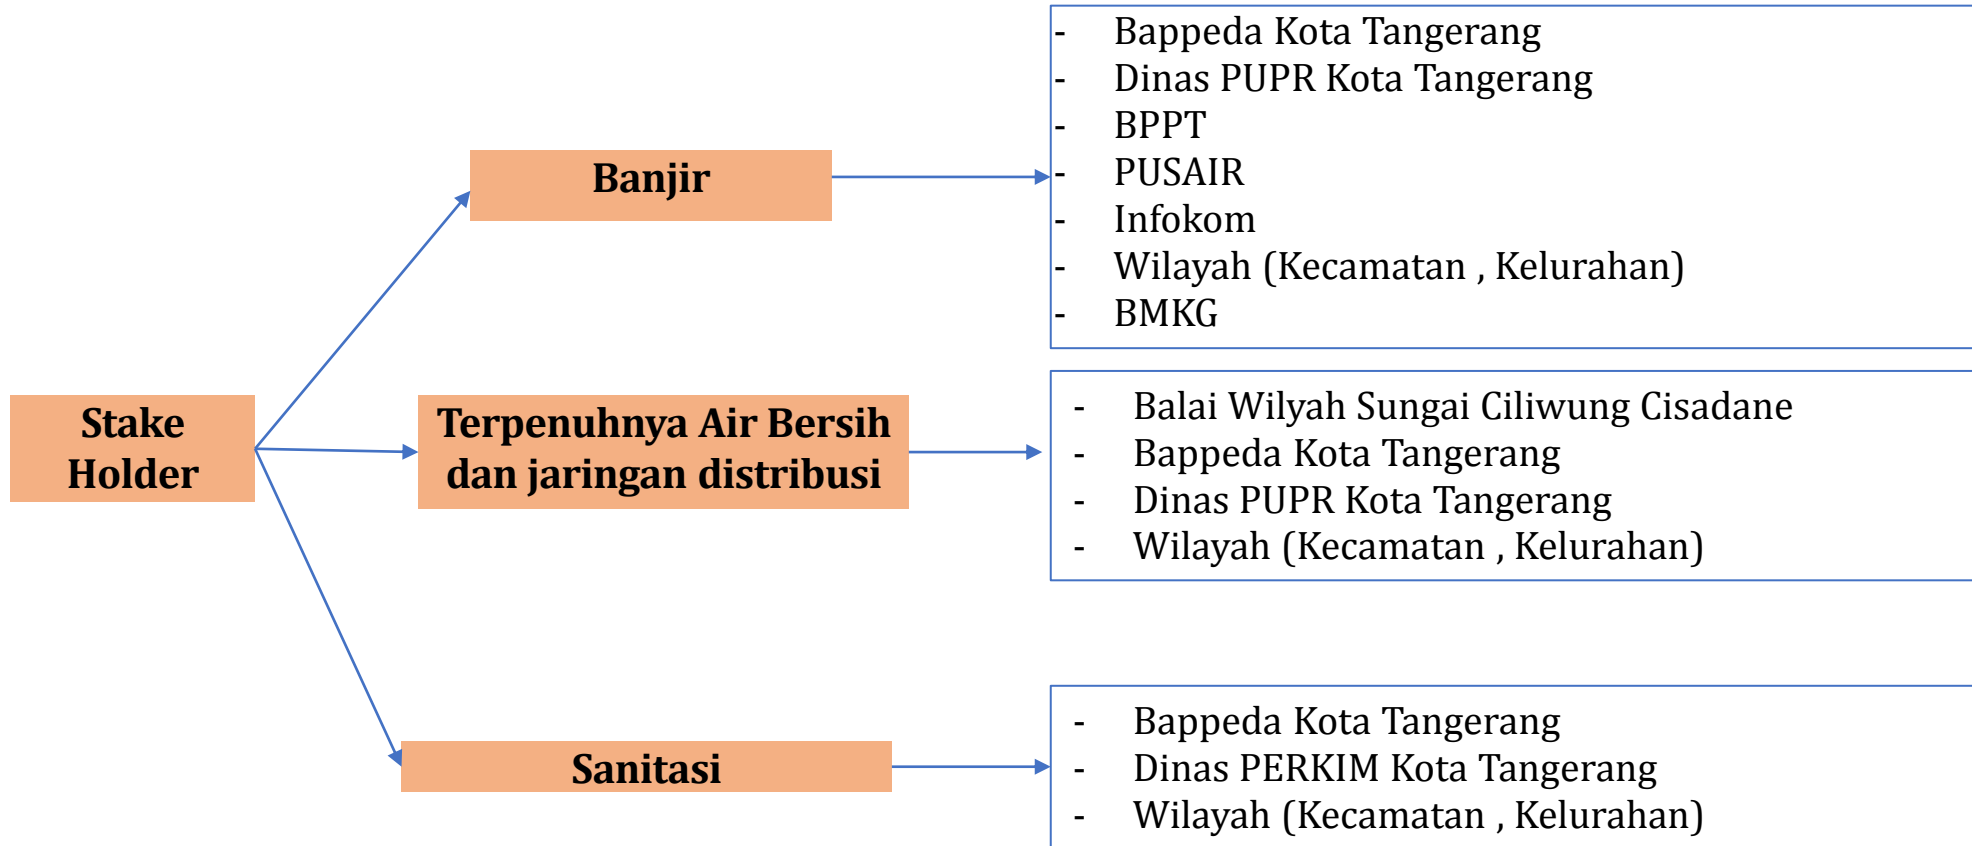 Stake
Holder
Banjir
- Bappeda Kota Tangerang
- Dinas PUPR Kota Tangerang
- BPPT
- PUSAIR
- Infokom
- Wilayah (Kecamatan , Kelurahan)
- BMKG
Terpenuhnya Air Bersih
dan jaringan distribusi
- Balai Wilyah Sungai Ciliwung Cisadane
- Bappeda Kota Tangerang
- Dinas PUPR Kota Tangerang
- Wilayah (Kecamatan , Kelurahan)
Sanitasi
- Bappeda Kota Tangerang
- Dinas PERKIM Kota Tangerang
- Wilayah (Kecamatan , Kelurahan)